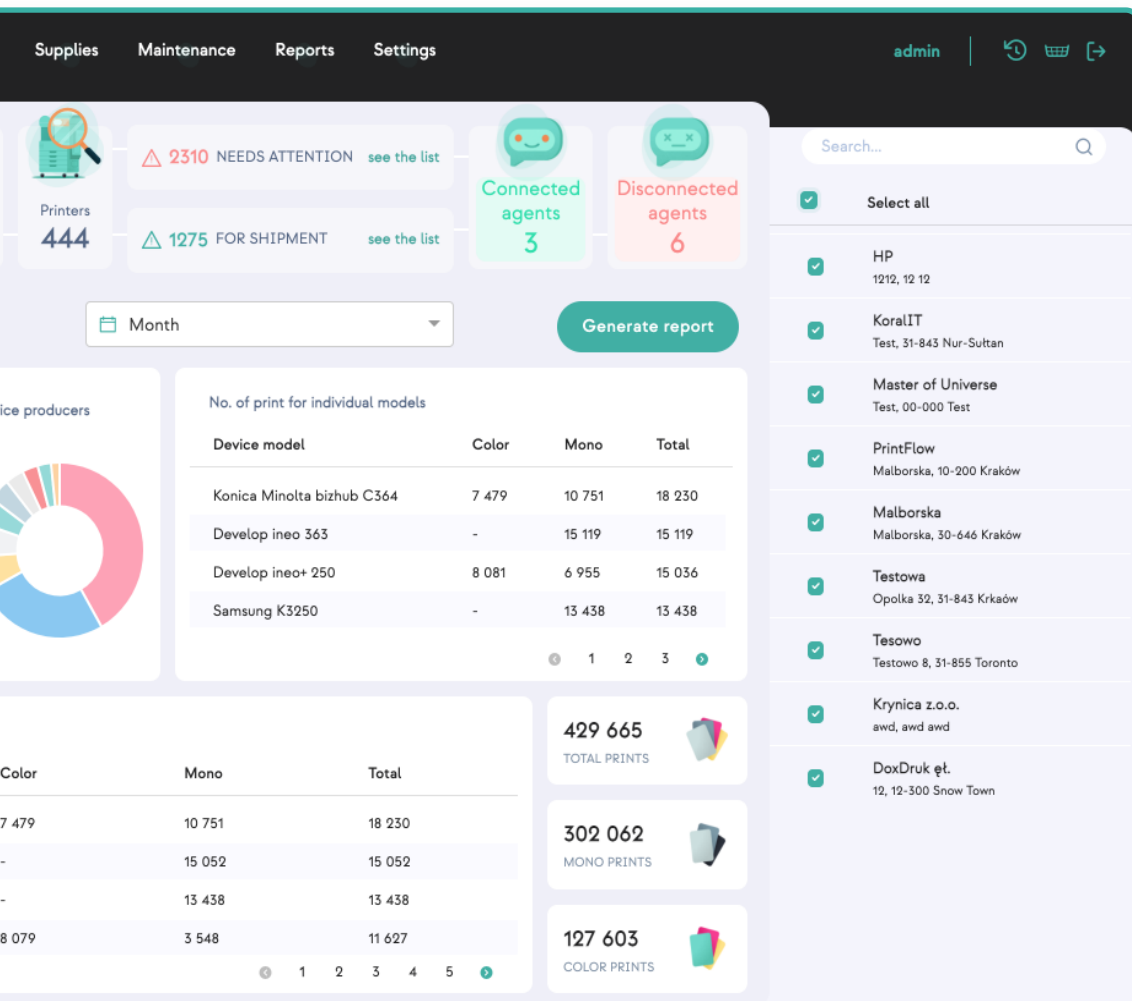 Supplies Maintenance Reports Settings admin
Search...
Select all
Printers
444
2310 NEEDS ATTENTION see the list
1275 FOR SHIPMENT see the list
Connected
agents
3
Disconnected
agents
6
Month
Generate report
ice producers
No. of print for individual models
Device model Color Mono Total
Konica Minolta bizhub C364 7 479 10 751 18 230
Develop ineo 363 - 15 119 15 119
Develop ineo+ 250 8 081 6 955 15 036
Samsung K3250 - 13 438 13 438
1 2 3
Color Mono Total
7 479 10 751 18 230
- 15 052 15 052
- 13 438 13 438
8 079 3 548 11 627
1 2 3 4 5
429 665
TOTAL PRINTS
302 062
MONO PRINTS
127 603
COLOR PRINTS
HP
1212, 12 12
KoralIT
Test, 31-843 Nur-Sułtan
Master of Universe
Test, 00-000 Test
PrintFlow
Malborska, 10-200 Kraków
Malborska
Malborska, 30-646 Kraków
Testowa
Opolka 32, 31-843 Krkaów
Tesowo
Testowo 8, 31-855 Toronto
Krynica z.o.o.
awd, awd awd
DoxDruk ęł.
12, 12-300 Snow Town